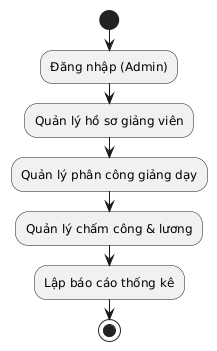 Đăng nhập (Admin)
Quản lý hồ sơ giảng viên
Quản lý phân công giảng dạy
Quản lý chấm công & lương
Lập báo cáo thống kê